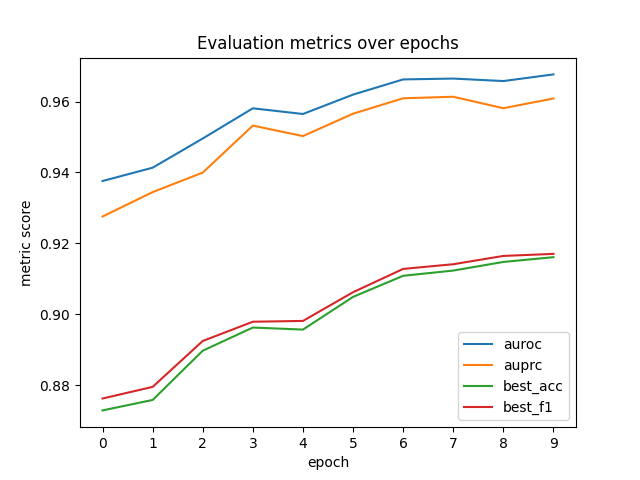 Evaluation metrics over epochs
metric score
0.96
0.94
0.92
0.90
0.88
auroc
auprc
best_acc
best_f1
0 1 2 3 4 5 6 7 8 9
epoch